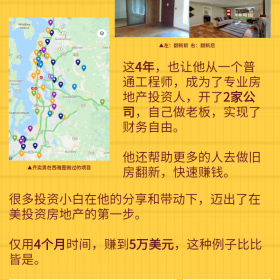 ▲左：翻新前 右：翻新后
这4年，也让他从一个普
通工程师，成为了专业房
地产投资人，开了2家公
司，自己做老板，实现了
财务自由。
他还帮助更多的人去做旧
房翻新，快速赚钱。
▲乔奕奕在西雅图做过的项目
很多投资小白在他的分享和带动下，迈出了在
美投资房地产的第一步。
仅用4个月时间，赚到5万美元，这种例子比比
皆是。